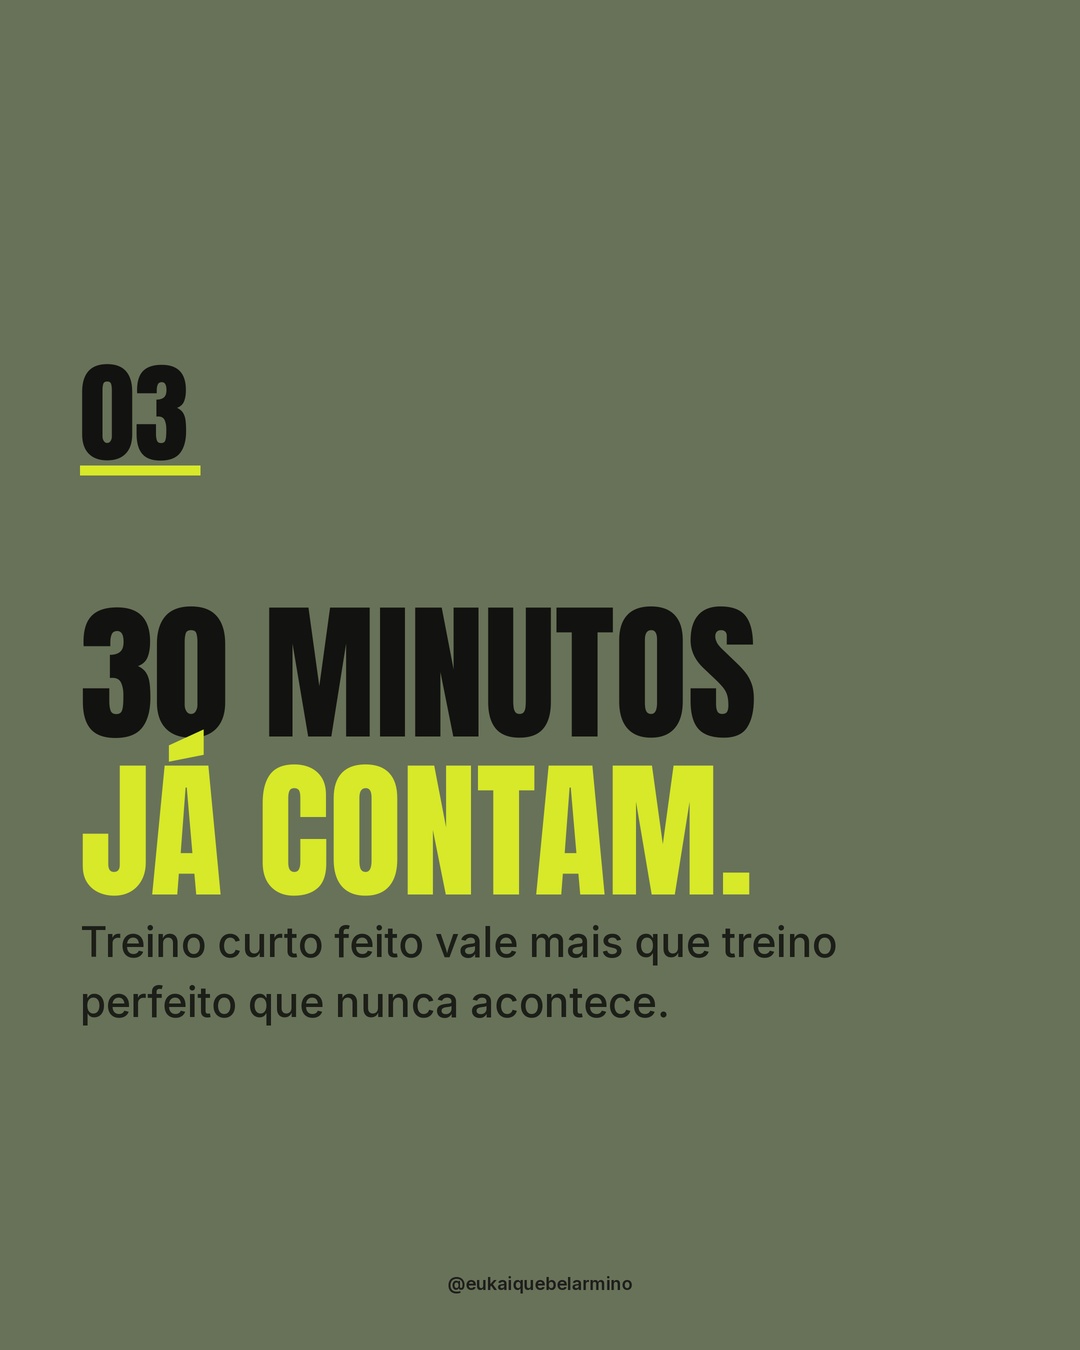 03
30 MINUTOS
JÁ CONTAM.
Treino curto feito vale mais que treino
perfeito que nunca acontece.
@eukaiquebelarmino